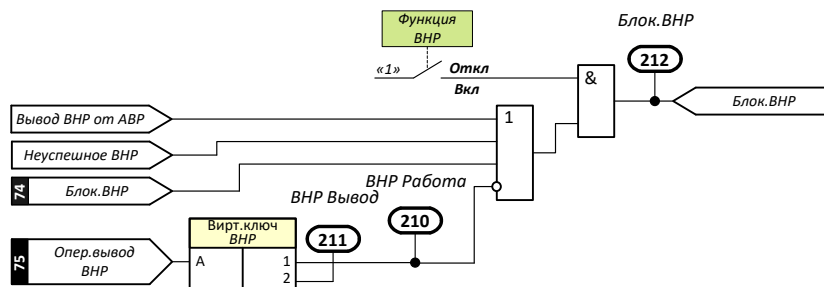 Функция
ВНР
Блок.ВНР
«1»
Откл
Вкл
212
&
Блок.ВНР
Вывод ВНР от АВР
1
Неуспешное ВНР
74
Блок.ВНР
ВНР Работа
ВНР Вывод
210
211
Вирт.ключ
ВНР
75
Опер.вывод
ВНР
A
1
2